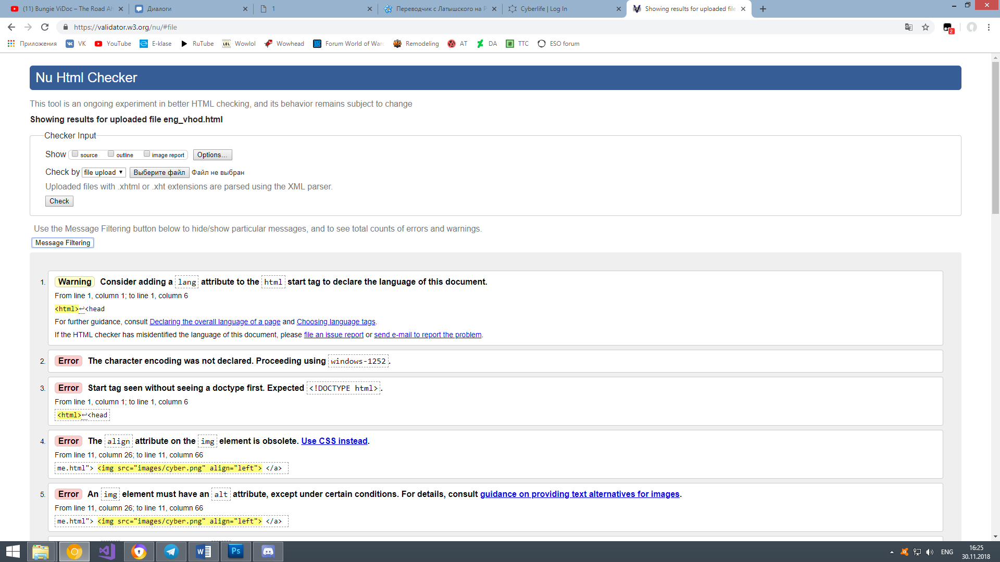 (11) Bungie ViDoc – The Road Ah
Диалоги
1
Переводчик с Латышского на Р
Cyberlife | Log In
Showing results for uploaded file
https://validator.w3.org/nu/#file
2
Приложения
VK
YouTube
E-klase
RuTube
Wowlol
Wowhead
Forum World of Warc
Remodeling
AT
DA
TTC
ESO forum
Nu Html Checker
This tool is an ongoing experiment in better HTML checking, and its behavior remains subject to change
Showing results for uploaded file eng_vhod.html
Checker Input
Show source outline image report Options...
Check by file upload ▼ Выберите файл Файл не выбран
Uploaded files with .xhtml or .xht extensions are parsed using the XML parser.
Check
Use the Message Filtering button below to hide/show particular messages, and to see total counts of errors and warnings.
Message Filtering
1. Warning Consider adding a lang attribute to the html start tag to declare the language of this document.
From line 1, column 1; to line 1, column 6
<html>↩<head
For further guidance, consult Declaring the overall language of a page and Choosing language tags.
If the HTML checker has misidentified the language of this document, please file an issue report or send e-mail to report the problem.
2. Error The character encoding was not declared. Proceeding using windows-1252.
3. Error Start tag seen without seeing a doctype first. Expected <!DOCTYPE html>.
From line 1, column 1; to line 1, column 6
<html>↩<head
4. Error The align attribute on the img element is obsolete. Use CSS instead.
From line 11, column 26; to line 11, column 66
me.html"> <img src="images/cyber.png" align="left"> </a>
5. Error An img element must have an alt attribute, except under certain conditions. For details, consult guidance on providing text alternatives for images.
From line 11, column 26; to line 11, column 66
me.html"> <img src="images/cyber.png" align="left"> </a>
Ps
ENG
16:25
30.11.2018